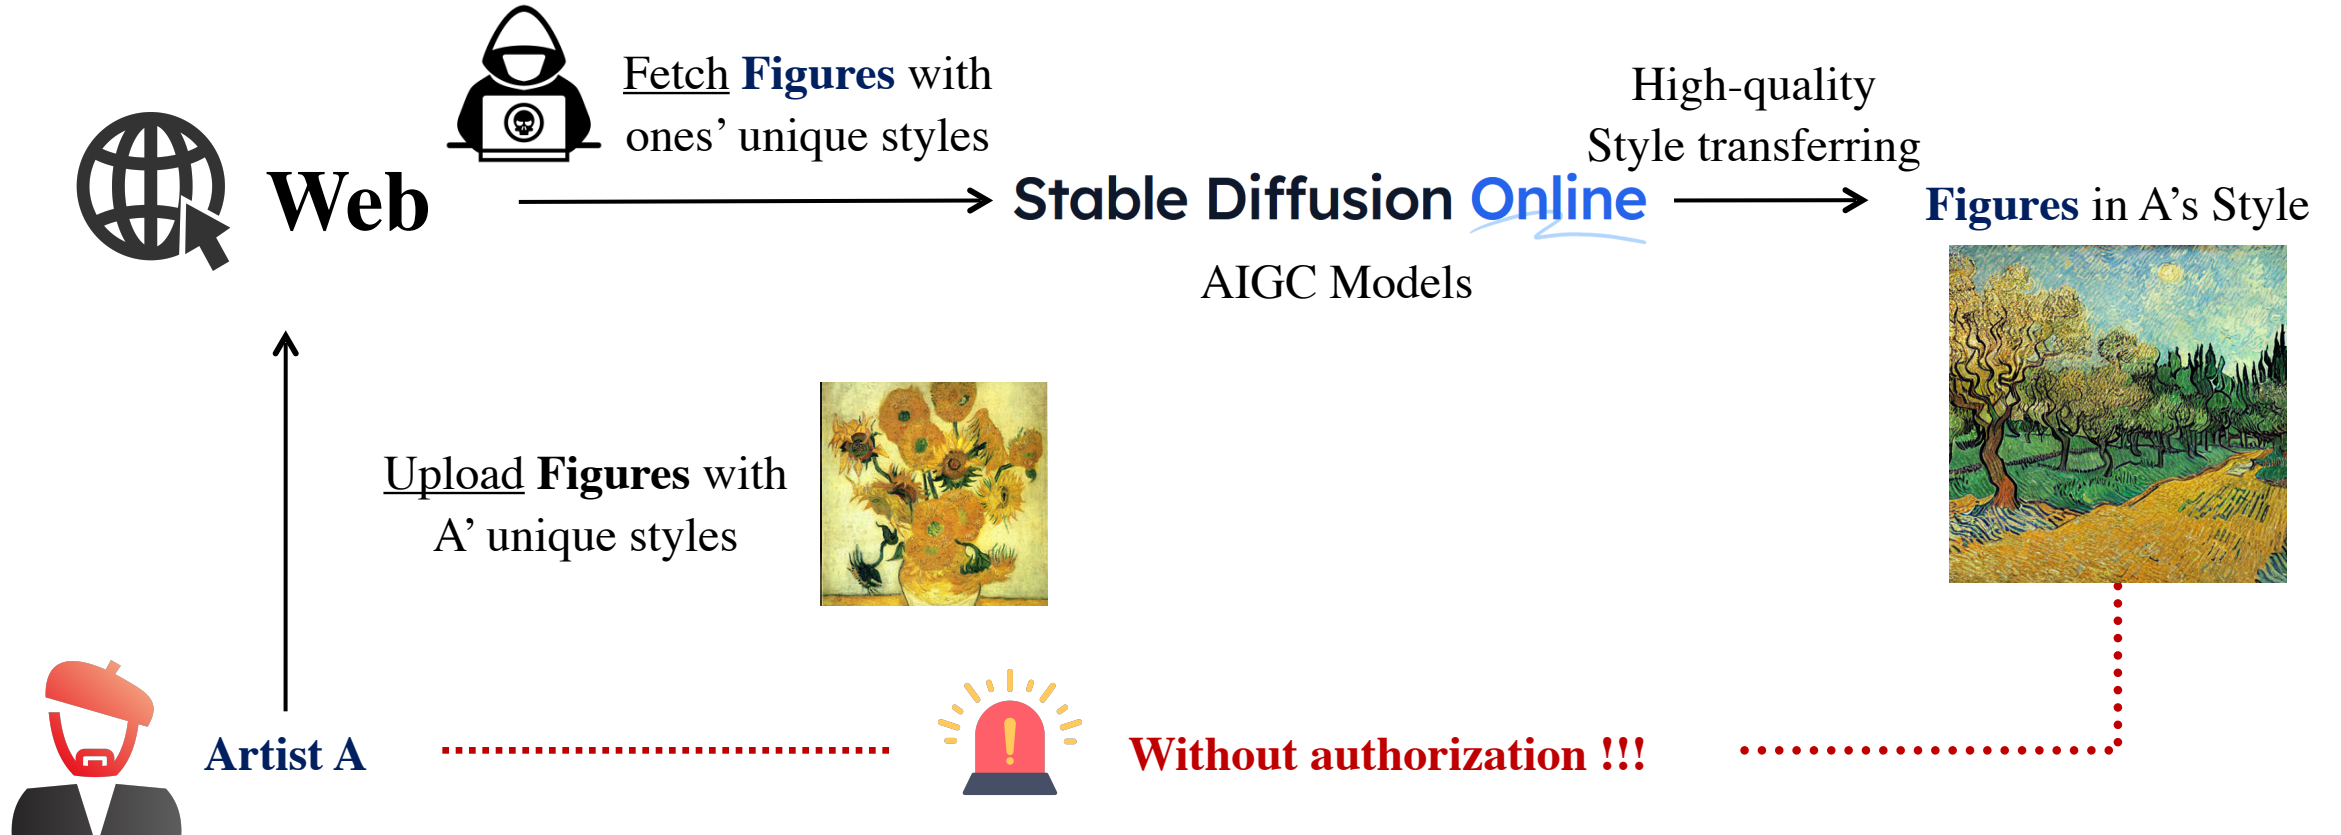 Fetch Figures with
ones’ unique styles
High-quality
Style transferring
Web
Stable Diffusion Online
Figures in A’s Style
AIGC Models
Upload Figures with
A’ unique styles
Artist A
Without authorization !!!